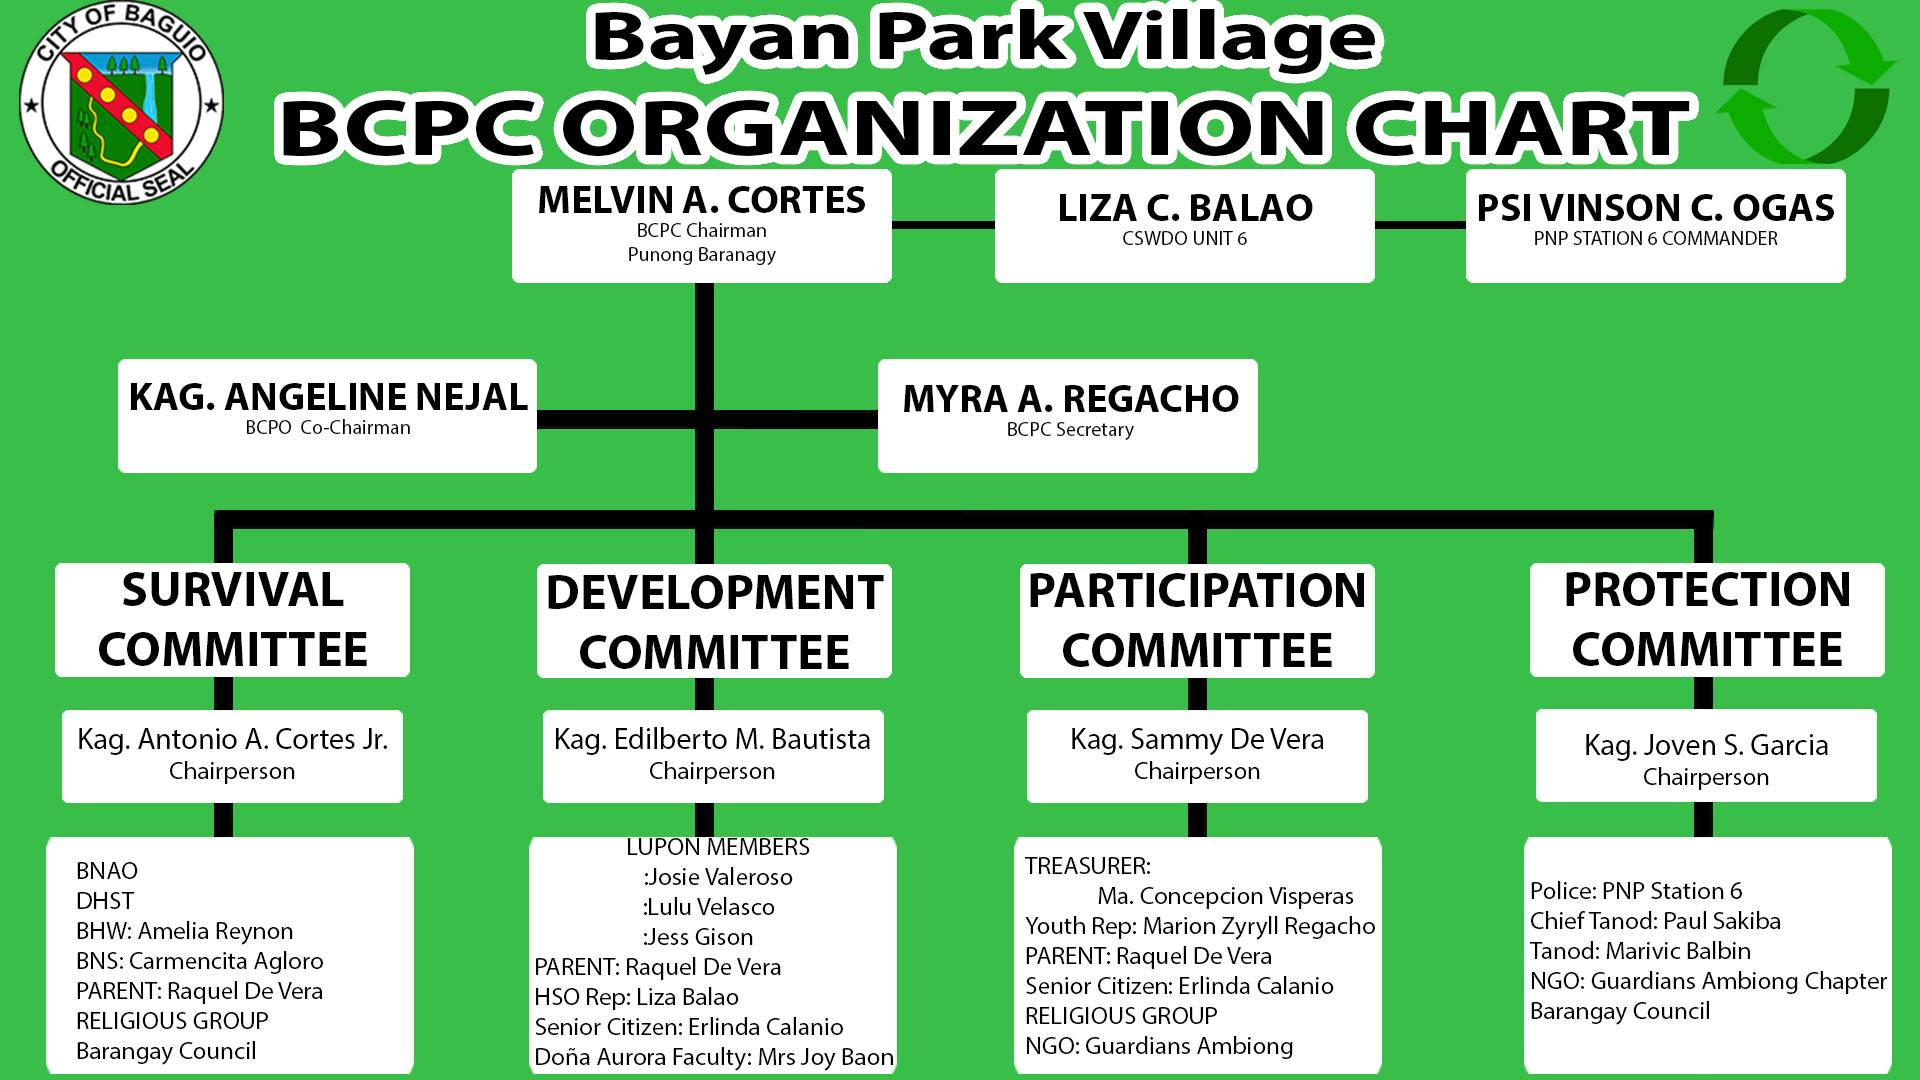 CITY OF BAGUIO
OFFICIAL SEAL
Bayan Park Village
BCPC ORGANIZATION CHART
MELVIN A. CORTES
BCPC Chairman
Punong Baranagy
LIZA C. BALAO
CSWDO UNIT 6
PSI VINSON C. OGAS
PNP STATION 6 COMMANDER
KAG. ANGELINE NEJAL
BCPO Co-Chairman
MYRA A. REGACHO
BCPC Secretary
SURVIVAL
COMMITTEE
Kag. Antonio A. Cortes Jr.
Chairperson
BNAO
DHST
BHW: Amelia Reynon
BNS: Carmencita Agloro
PARENT: Raquel De Vera
RELIGIOUS GROUP
Barangay Council
DEVELOPMENT
COMMITTEE
Kag. Edilberto M. Bautista
Chairperson
LUPON MEMBERS
:Josie Valeroso
:Lulu Velasco
:Jess Gison
PARENT: Raquel De Vera
HSO Rep: Liza Balao
Senior Citizen: Erlinda Calanio
Doña Aurora Faculty: Mrs Joy Baon
PARTICIPATION
COMMITTEE
Kag. Sammy De Vera
Chairperson
TREASURER:
Ma. Concepcion Visperas
Youth Rep: Marion Zyryll Regacho
PARENT: Raquel De Vera
Senior Citizen: Erlinda Calanio
RELIGIOUS GROUP
NGO: Guardians Ambiong
PROTECTION
COMMITTEE
Kag. Joven S. Garcia
Chairperson
Police: PNP Station 6
Chief Tanod: Paul Sakiba
Tanod: Marivic Balbin
NGO: Guardians Ambiong Chapter
Barangay Council